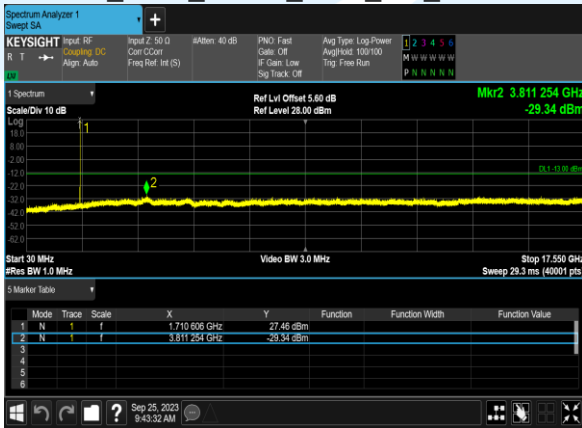 Spectrum Analyzer 1
Swept SA
KEYSIGHT
R T
LXI
Input: RF
Coupling: DC
Align: Auto
Input Z: 50 Ω
Corr CCorr
Freq Ref: Int (S)
#Atten: 40 dB
PNO: Fast
Gate: Off
IF Gain: Low
Sig Track: Off
Avg Type: Log-Power
Avg|Hold: 100/100
Trig: Free Run
1 2 3 4 5 6
M W W W W W
P N N N N N
1 Spectrum
Scale/Div 10 dB
Ref Lvl Offset 5.60 dB
Ref Level 28.00 dBm
Mkr2 3.811 254 GHz
-29.34 dBm
Log
18.0
8.00
-2.00
-12.0
-22.0
-32.0
-42.0
-52.0
-62.0
1
2
DL1 -13.00 dBm
Start 30 MHz
#Res BW 1.0 MHz
Video BW 3.0 MHz
Stop 17.550 GHz
Sweep 29.3 ms (40001 pts)
5 Marker Table
Mode Trace Scale X Y Function Function Width Function Value
1 N 1 f 1.710 606 GHz 27.46 dBm
2 N 1 f 3.811 254 GHz -29.34 dBm
3
4
5
6
?
Sep 25, 2023
9:43:32 AM